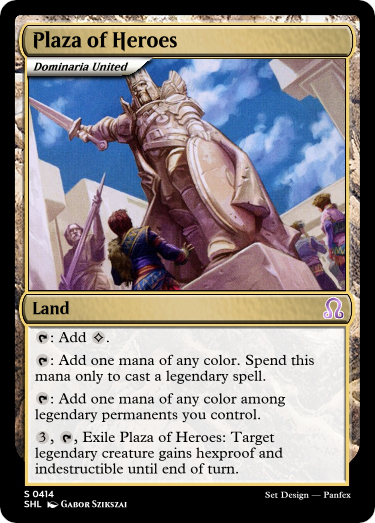 Plaza of Heroes
Dominaria United
Land
: Add .
: Add one mana of any color. Spend this
mana only to cast a legendary spell.
: Add one mana of any color among
legendary permanents you control.
3, , Exile Plaza of Heroes: Target
legendary creature gains hexproof and
indestructible until end of turn.
S 0414
SHL Gabor Szikszai
Set Design — Panfex